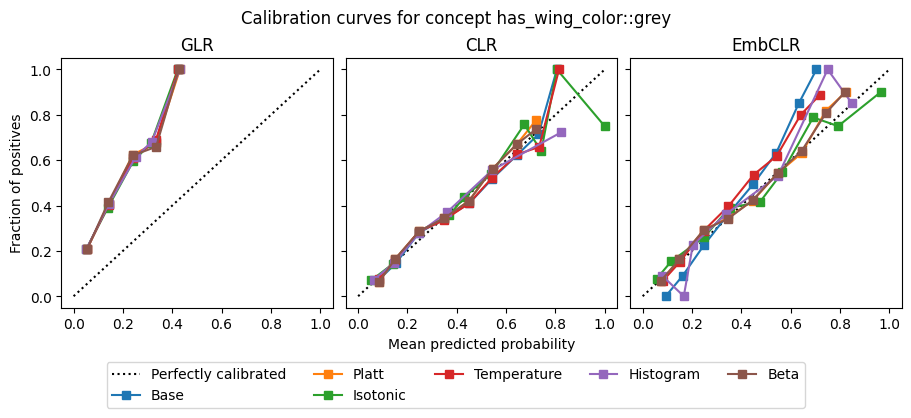 Calibration curves for concept has_wing_color::grey
GLR
CLR
EmbCLR
Fraction of positives
1.0
0.8
0.6
0.4
0.2
0.0
0.0 0.2 0.4 0.6 0.8 1.0
0.0 0.2 0.4 0.6 0.8 1.0
0.0 0.2 0.4 0.6 0.8 1.0
Mean predicted probability
Perfectly calibrated Platt Temperature Histogram Beta
Base Isotonic